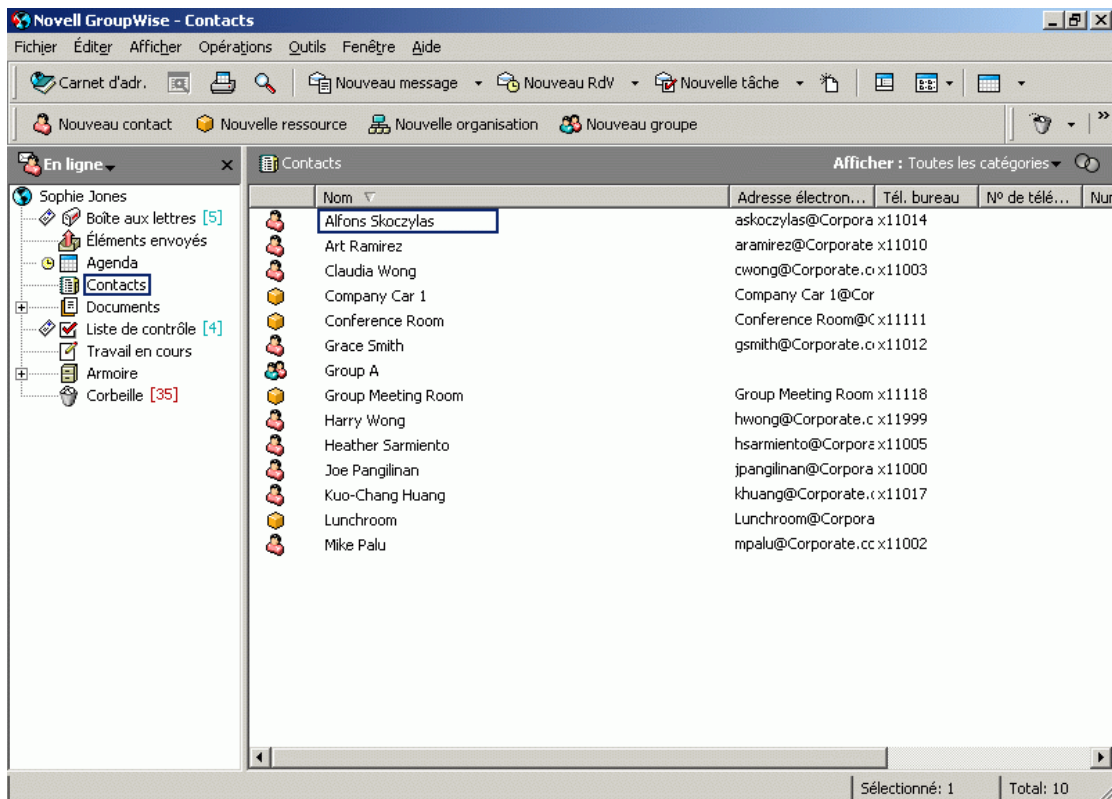 Novell GroupWise - Contacts
Fichier Éditer Afficher Opérations Outils Fenêtre Aide
Carnet d'adr. Nouveau message Nouveau RdV Nouvelle tâche
Nouveau contact Nouvelle ressource Nouvelle organisation Nouveau groupe »
En ligne
Contacts Afficher : Toutes les catégories
Sophie Jones
Boîte aux lettres [5]
Éléments envoyés
Agenda
Contacts
Documents
Liste de contrôle [4]
Travail en cours
Armoire
Corbeille [35]
Nom Adresse électron... Tél. bureau Nº de télé... Nur
Alfons Skoczylas askoczylas@Corpora x11014
Art Ramirez aramirez@Corporate x11010
Claudia Wong cwong@Corporate.c x11003
Company Car 1 Company Car 1@Cor
Conference Room Conference Room@C x11111
Grace Smith gsmith@Corporate.c x11012
Group A
Group Meeting Room Group Meeting Room x11118
Harry Wong hwong@Corporate.c x11999
Heather Sarmiento hsarmiento@Corpora x11005
Joe Pangilinan jpangilinan@Corpora x11000
Kuo-Chang Huang khuang@Corporate. x11017
Lunchroom Lunchroom@Corpora
Mike Palu mpalu@Corporate.cc x11002
Sélectionné: 1 Total: 10